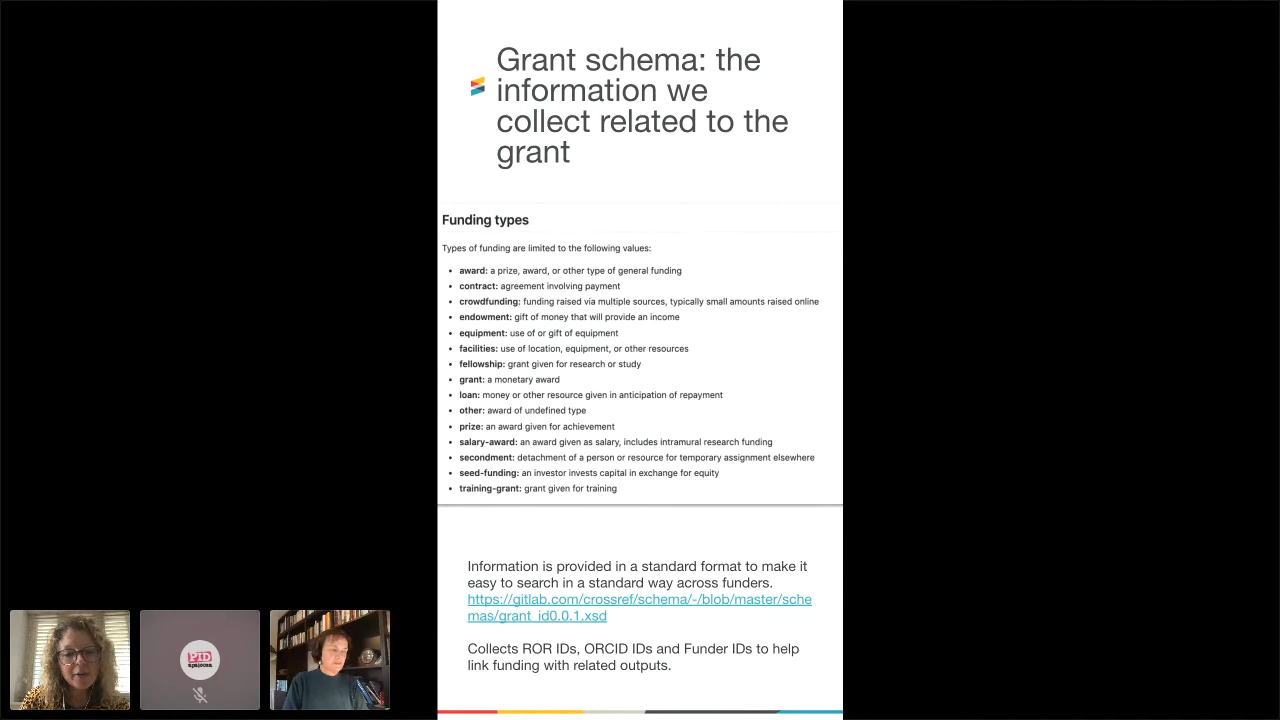 Grant schema: the
information we
collect related to the
grant
Funding types
Types of funding are limited to the following values:
• award: a prize, award, or other type of general funding
• contract: agreement involving payment
• crowdfunding: funding raised via multiple sources, typically small amounts raised online
• endowment: gift of money that will provide an income
• equipment: use of or gift of equipment
• facilities: use of location, equipment, or other resources
• fellowship: grant given for research or study
• grant: a monetary award
• loan: money or other resource given in anticipation of repayment
• other: award of undefined type
• prize: an award given for achievement
• salary-award: an award given as salary, includes intramural research funding
• secondment: detachment of a person or resource for temporary assignment elsewhere
• seed-funding: an investor invests capital in exchange for equity
• training-grant: grant given for training
Information is provided in a standard format to make it
easy to search in a standard way across funders.
https://gitlab.com/crossref/schema/-/blob/master/sche
mas/grant_id0.0.1.xsd
Collects ROR IDs, ORCID IDs and Funder IDs to help
link funding with related outputs.
PID
apalooza